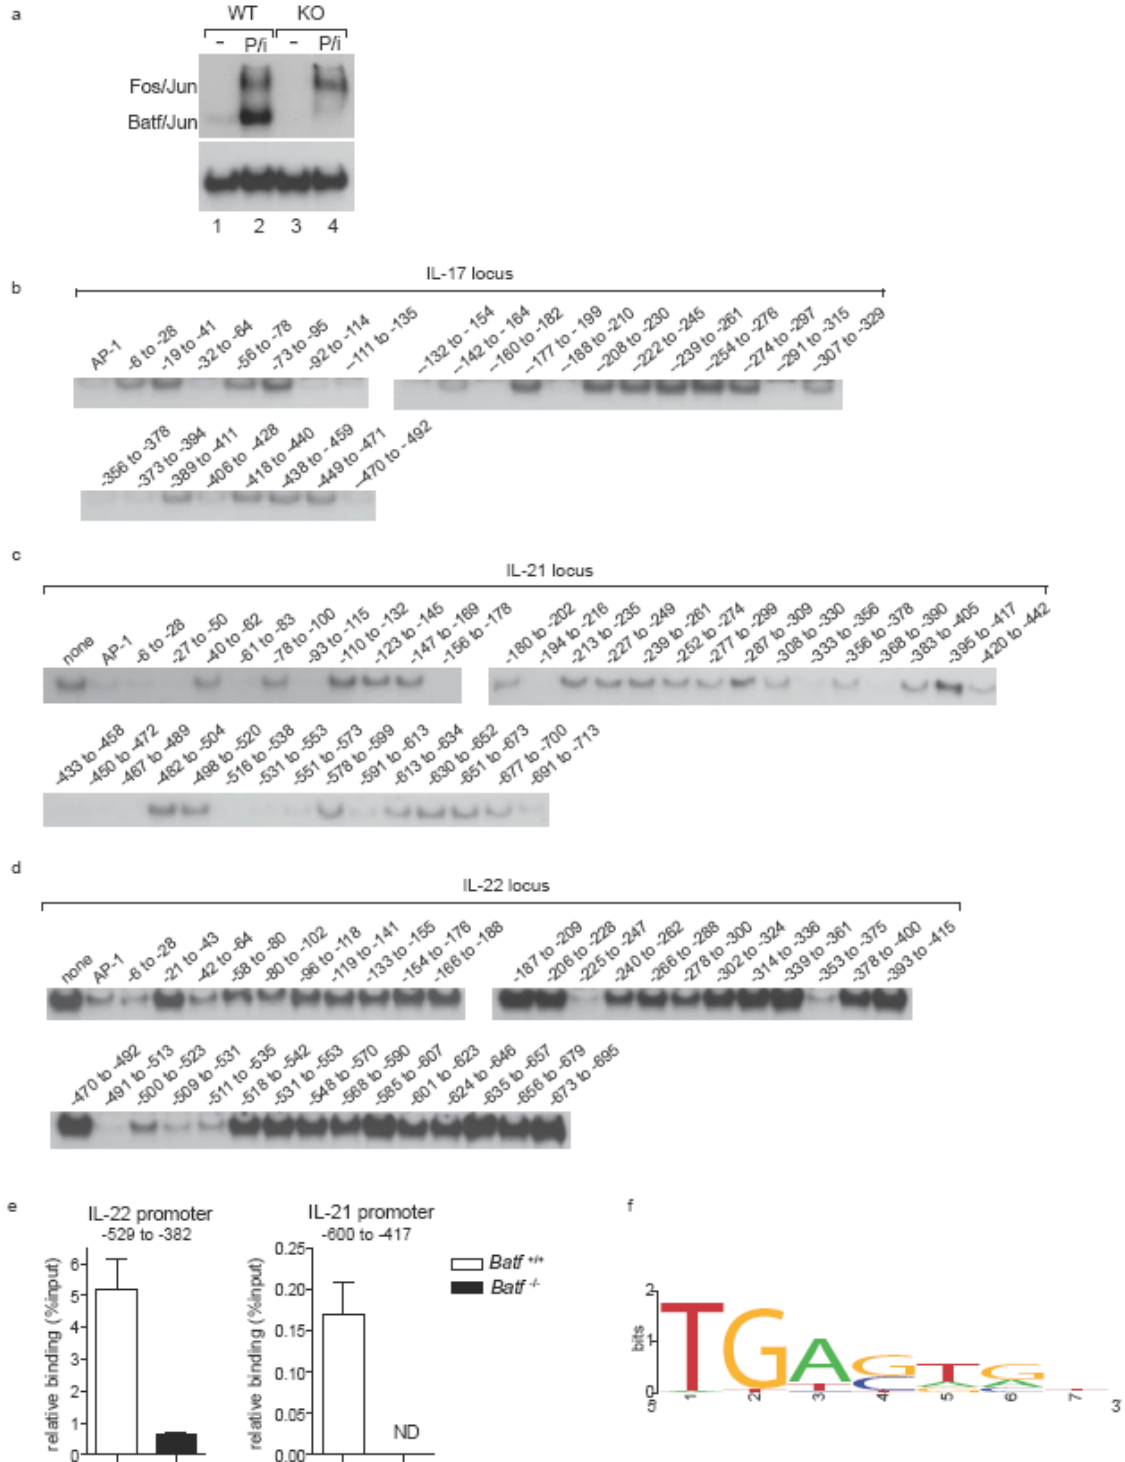 a
WT KO
- P/i - P/i
Fos/Jun
Batf/Jun
1 2 3 4
b
IL-17 locus
AP-1 -6 to -28 -19 to -41 -32 to -64 -56 to -78 -73 to -95 -92 to -114 --111 to -135
--132 to -154 --142 to -164 --160 to -182 --177 to -199 --188 to -210 --208 to -230 --222 to -245 --239 to -261 --254 to -276 --274 to -297 --291 to -315 --307 to -329
-356 to -378 -373 to -394 -389 to -411 -406 to -428 -418 to -440 -438 to - 459 -449 to -471 --470 to - 492
c
IL-21 locus
none AP-1 -6 to -28 -27 to -50 -40 to -62 -61 to -83 -78 to -100 -93 to -115 -110 to -132 -123 to -145 -147 to -169 -156 to -178
-180 to -202 -194 to -216 -213 to -235 -227 to -249 -239 to -261 -252 to -274 -277 to -299 -287 to -309 -308 to -330 -333 to -356 -356 to -378 -368 to -390 -383 to -405 -395 to -417 -420 to -442
-433 to -458 -450 to -472 -467 to -489 -482 to -504 -498 to -520 -516 to -538 -531 to -553 -551 to -573 -578 to -599 -591 to -613 -613 to -634 -630 to -652 -651 to -673 -677 to -700 -691 to -713
d
IL-22 locus
none AP-1 -6 to -28 -21 to -43 -42 to -64 -58 to -80 -80 to -102 -96 to -118 -119 to -141 -133 to -155 -154 to -176 -166 to -188
-187 to -209 -206 to -228 -225 to -247 -240 to -262 -266 to -288 -278 to -300 -302 to -324 -314 to -336 -339 to -361 -353 to -375 -378 to -400 -393 to -415
-470 to -492 -491 to -513 -500 to -523 -509 to -531 -511 to -535 -518 to -542 -531 to -553 -548 to -570 -568 to -590 -585 to -607 -601 to -623 -624 to -646 -635 to -657 -656 to -679 -673 to -695
e
IL-22 promoter
-529 to -382
relative binding (%input)
6
5
4
3
2
1
0
IL-21 promoter
-600 to -417
relative binding (%input)
0.25
0.20
0.15
0.10
0.05
0.00
ND
Batf +/+
Batf -/-
f
bits
2
1
0
TGAGTG
1 2 3 4 5 6 7
5 3